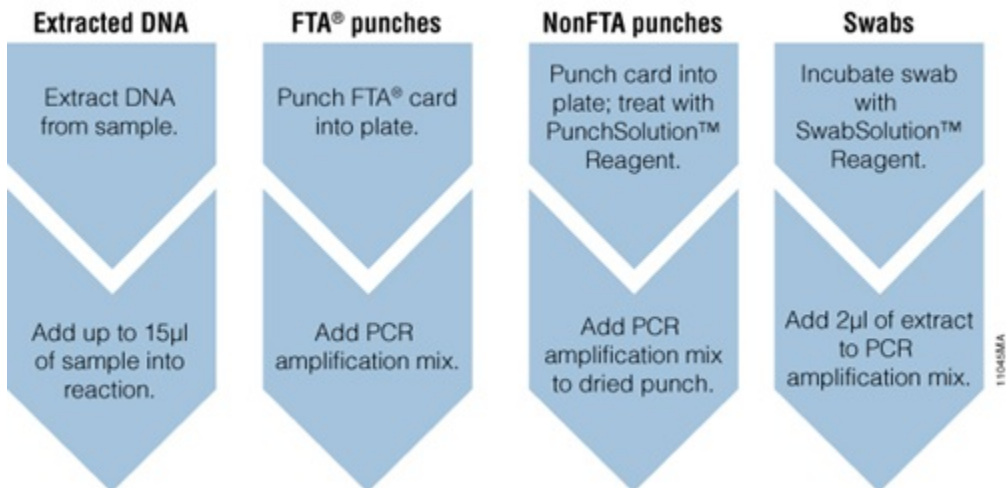 Extracted DNA
Extract DNA
from sample.
Add up to 15µl
of sample into
reaction.
FTA® punches
Punch FTA® card
into plate.
Add PCR
amplification mix.
NonFTA punches
Punch card into
plate; treat with
PunchSolution™
Reagent.
Add PCR
amplification mix
to dried punch.
Swabs
Incubate swab
with
SwabSolution™
Reagent.
Add 2µl of extract
to PCR
amplification mix.
11045MA